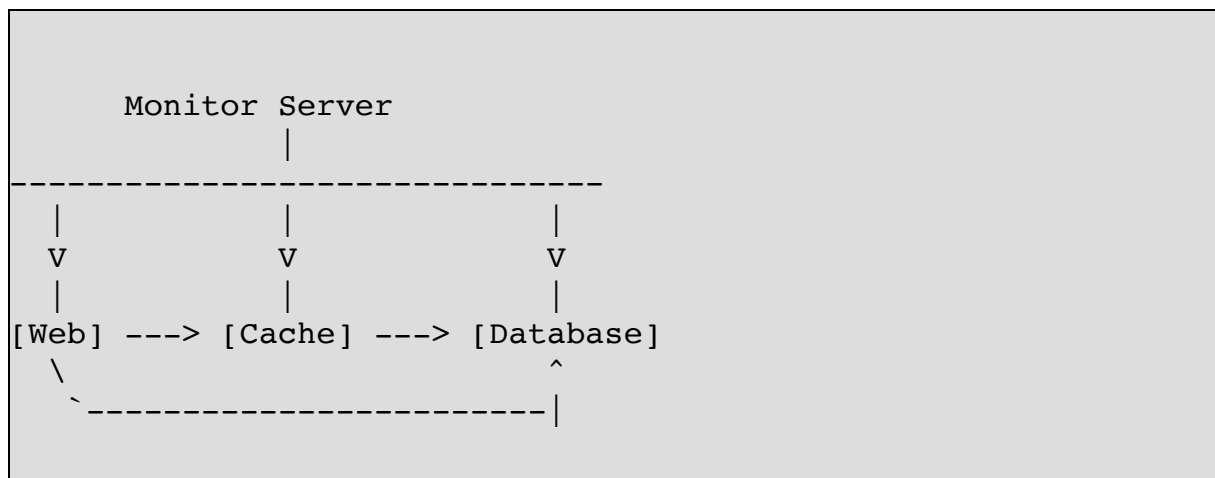 Monitor Server
           |
-------------------------------
  |        |             |
  V        V             V
  |        |             |
[Web] ---> [Cache] ---> [Database]
  \                      ^
   `------------------------|